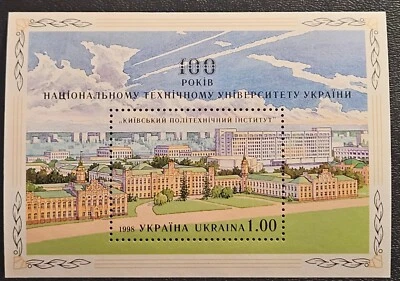 100
РОКІВ
НАЦІОНАЛЬНОМУ ТЕХНІЧНОМУ УНІВЕРСИТЕТУ УКРАЇНИ
„КИЇВСЬКИЙ ПОЛІТЕХНІЧНИЙ ІНСТИТУТ”
1998 УКРАЇНА UKRAINA 1.00